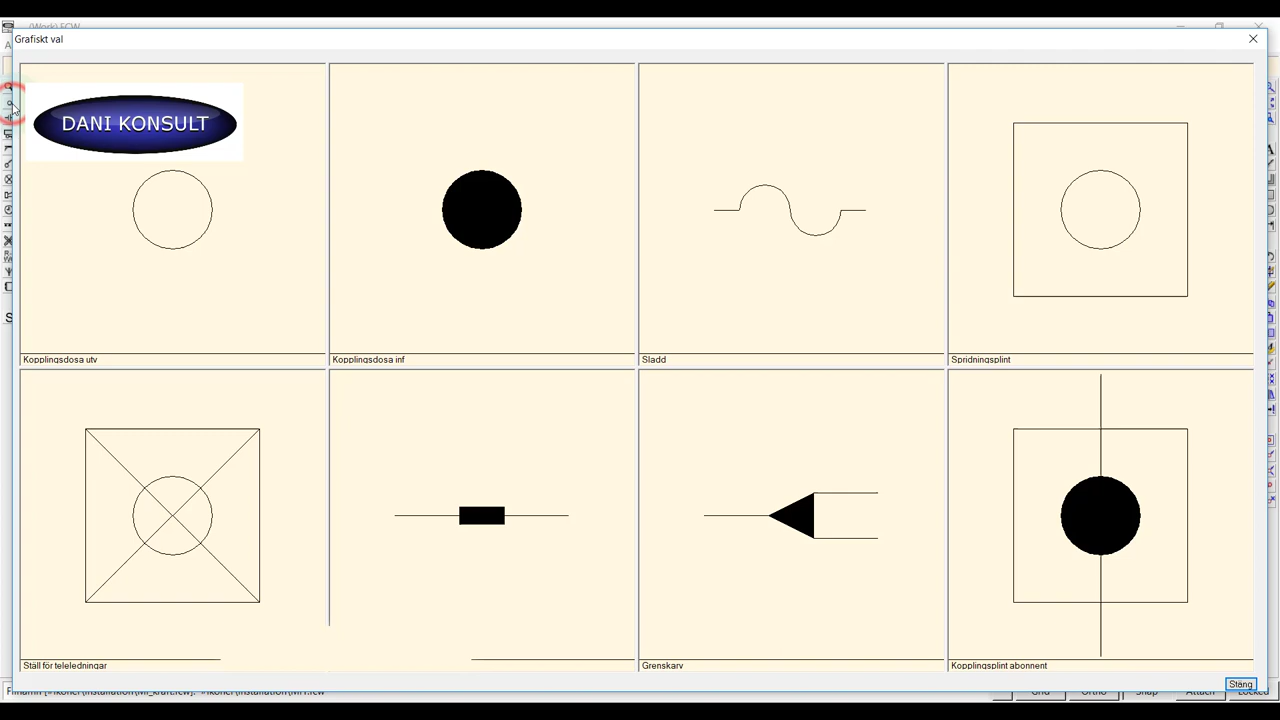 Grafiskt val
DANI KONSULT
Kopplingsdosa utv
Kopplingsdosa inf
Sladd
Spridningsplint
Ställ för teleledningar
Grenskarv
Kopplingsplint abonnent
Stäng